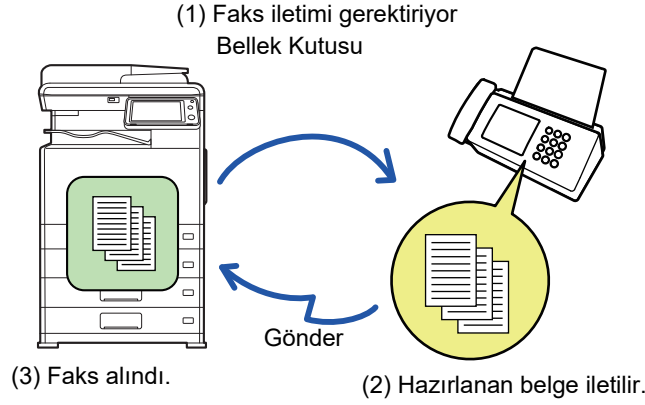 (1) Faks iletimi gerektiriyor
Bellek Kutusu
Gönder
(3) Faks alındı.
(2) Hazırlanan belge iletilir.